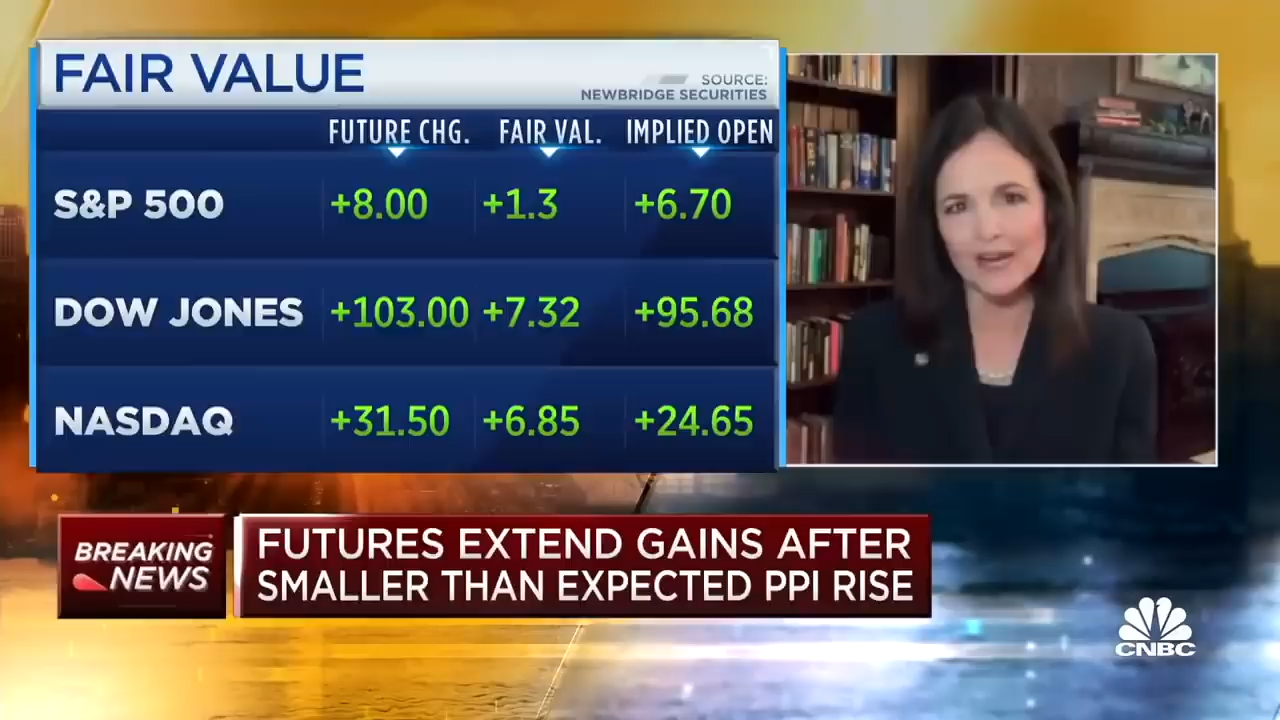 FAIR VALUE
SOURCE:
NEWBRIDGE SECURITIES
FUTURE CHG. FAIR VAL. IMPLIED OPEN
S&P 500 +8.00 +1.3 +6.70
DOW JONES +103.00 +7.32 +95.68
NASDAQ +31.50 +6.85 +24.65
BREAKING
NEWS
FUTURES EXTEND GAINS AFTER
SMALLER THAN EXPECTED PPI RISE
CNBC